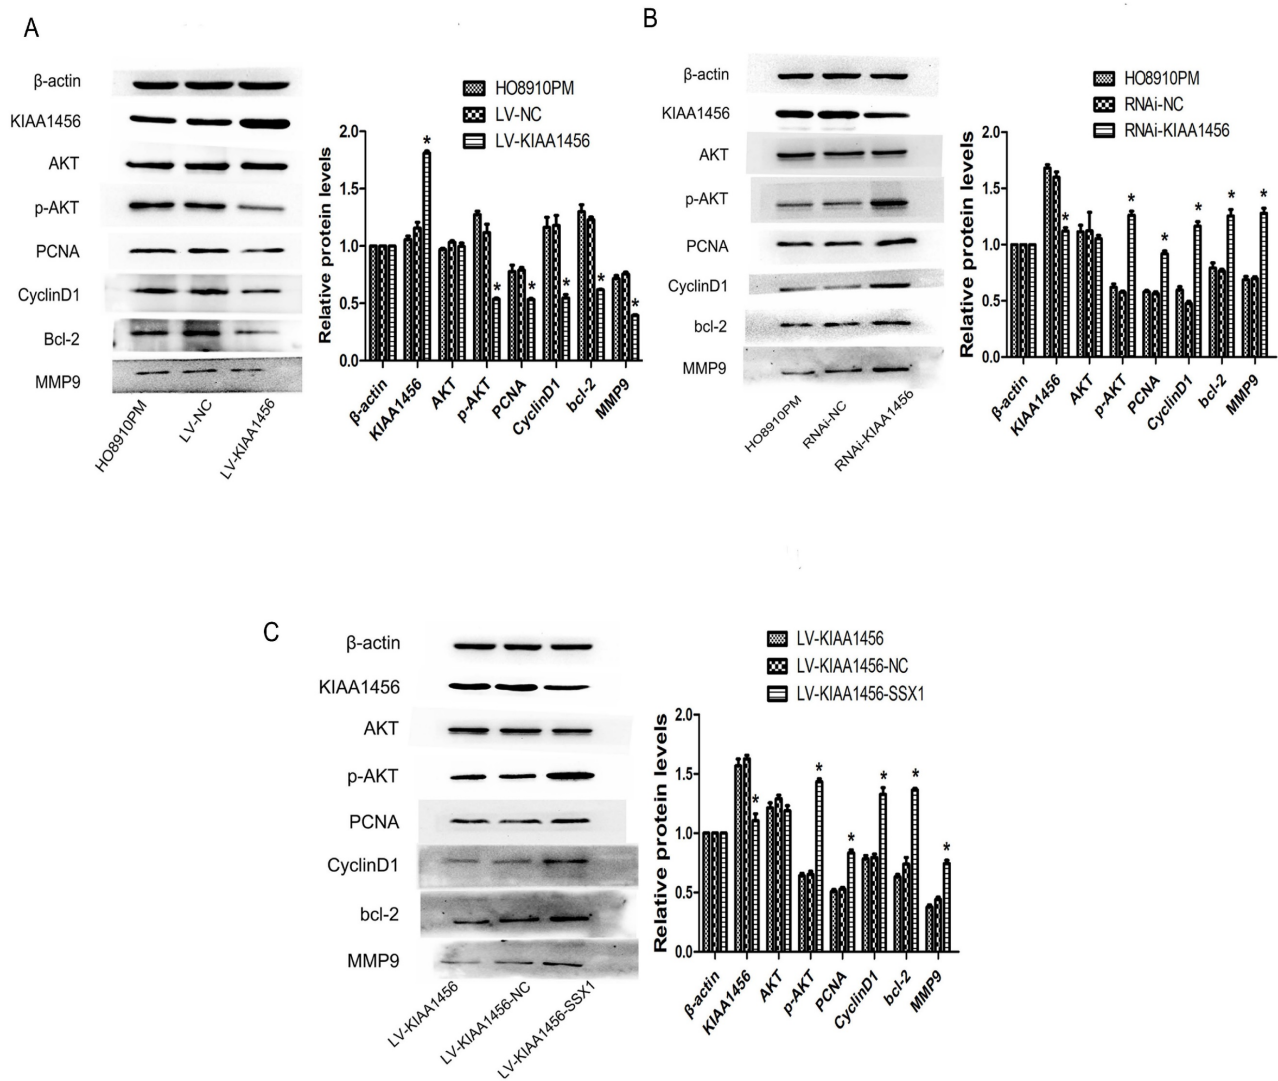 A
β-actin
KIAA1456
AKT
p-AKT
PCNA
CyclinD1
Bcl-2
MMP9
HO8910PM
LV-NC
LV-KIAA1456
HO8910PM
LV-NC
LV-KIAA1456
Relative protein levels
2.0
1.5
1.0
0.5
0.0
*
*
*
*
*
*
β-actin
KIAA1456
AKT
p-AKT
PCNA
CyclinD1
bcl-2
MMP9
B
β-actin
KIAA1456
AKT
p-AKT
PCNA
CyclinD1
bcl-2
MMP9
HO8910PM
RNAi-NC
RNAi-KIAA1456
HO8910PM
RNAi-NC
RNAi-KIAA1456
Relative protein levels
2.0
1.5
1.0
0.5
0.0
*
*
*
*
*
*
β-actin
KIAA1456
AKT
p-AKT
PCNA
CyclinD1
bcl-2
MMP9
C
β-actin
KIAA1456
AKT
p-AKT
PCNA
CyclinD1
bcl-2
MMP9
LV-KIAA1456
LV-KIAA1456-NC
LV-KIAA1456-SSX1
LV-KIAA1456
LV-KIAA1456-NC
LV-KIAA1456-SSX1
Relative protein levels
2.0
1.5
1.0
0.5
0.0
*
*
*
*
*
*
β-actin
KIAA1456
AKT
p-AKT
PCNA
CyclinD1
bcl-2
MMP9